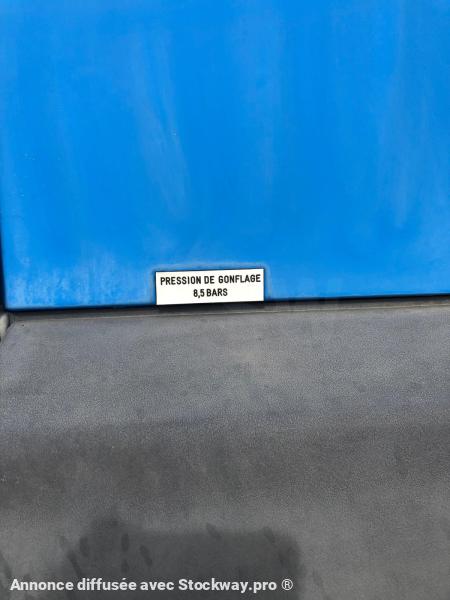 PRESSION DE GONFLAGE
8,5 BARS
Annonce diffusée avec Stockway.pro ®